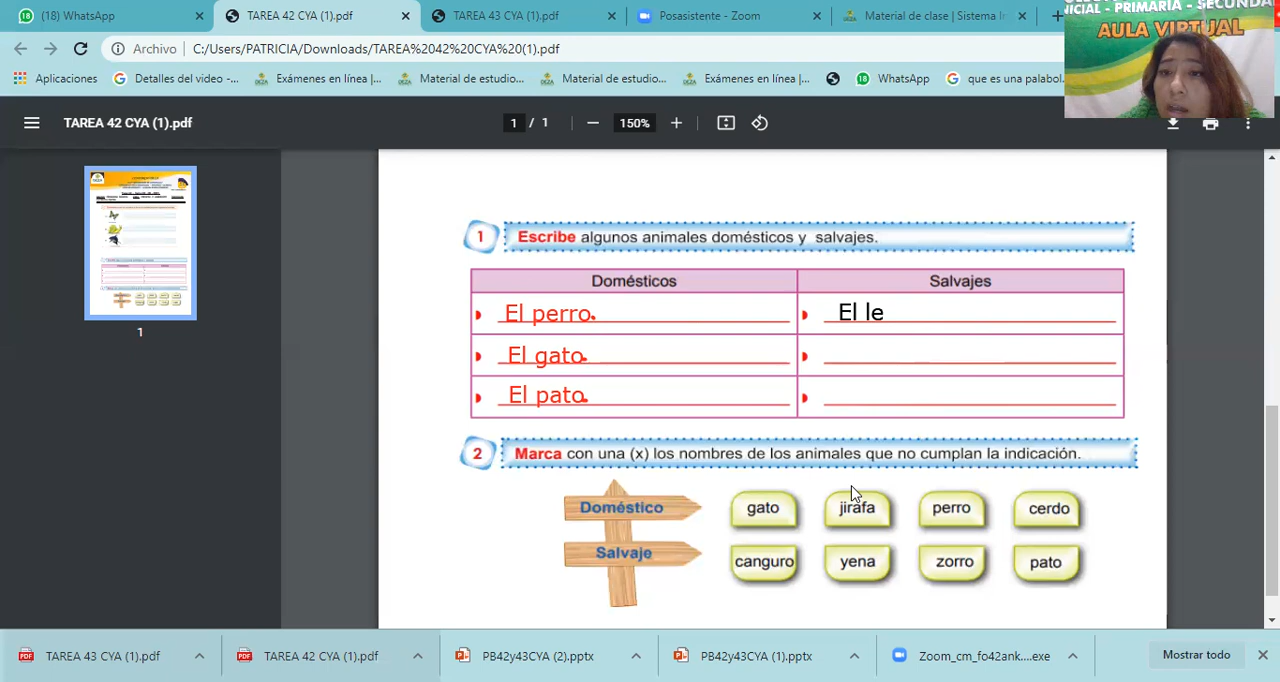 (18) WhatsApp
TAREA 42 CYA (1).pdf
TAREA 43 CYA (1).pdf
Posasistente - Zoom
Material de clase | Sistema In
Archivo
C:/Users/PATRICIA/Downloads/TAREA%2042%20CYA%20(1).pdf
INICIAL - PRIMARIA - SECUNDA
AULA VIRTUAL
Aplicaciones
Detalles del video -...
Exámenes en línea |...
Material de estudio...
Material de estudio...
Exámenes en línea |...
WhatsApp
que es una palabol.
TAREA 42 CYA (1).pdf
1 / 1
150%
1
1 Escribe algunos animales domésticos y salvajes.
Domésticos Salvajes
El perro. El le
El gato.
El pato.
2 Marca con una (x) los nombres de los animales que no cumplan la indicación.
Doméstico gato jirafa perro cerdo
Salvaje canguro yena zorro pato
TAREA 43 CYA (1).pdf
TAREA 42 CYA (1).pdf
PB42y43CYA (2).pptx
PB42y43CYA (1).pptx
Zoom_cm_fo42ank....exe
Mostrar todo